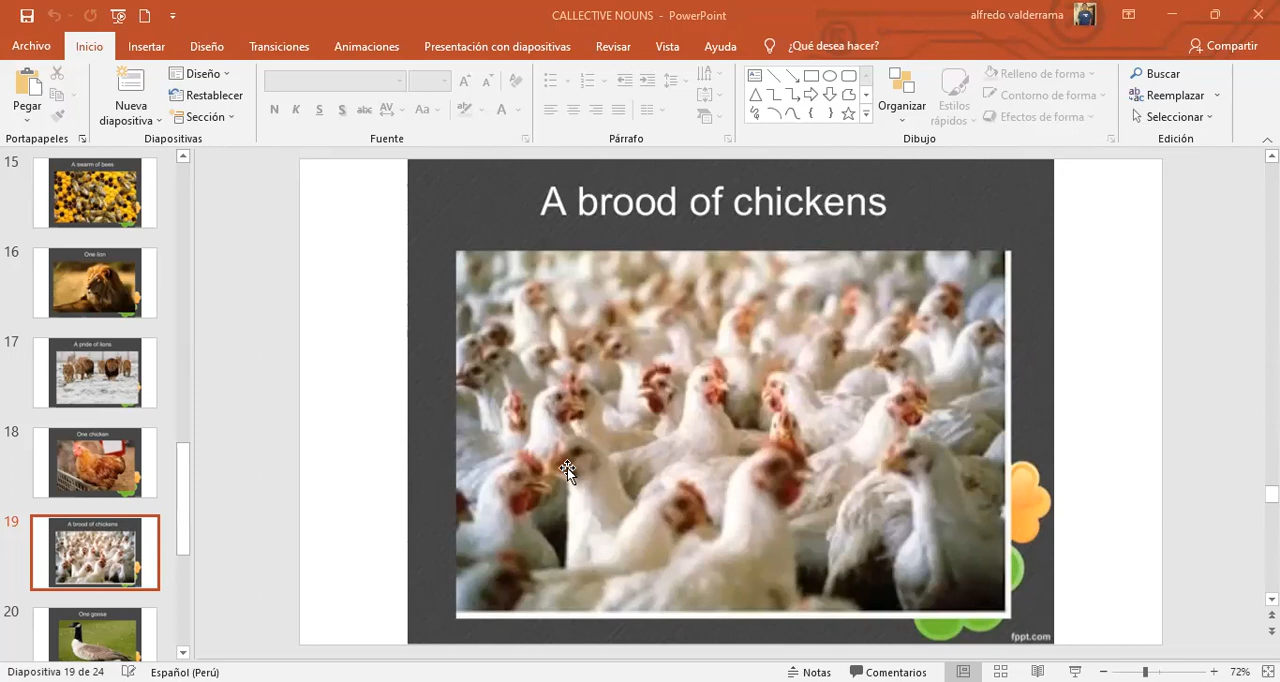 CALLECTIVE NOUNS - PowerPoint
alfredo valderrama
Archivo
Inicio
Insertar
Diseño
Transiciones
Animaciones
Presentación con diapositivas
Revisar
Vista
Ayuda
¿Qué desea hacer?
Compartir
Pegar
Nueva
diapositiva
Diseño
Restablecer
Sección
N K S S abc AV Aa
A
Organizar
Estilos
rápidos
Relleno de forma
Contorno de forma
Efectos de forma
Buscar
Reemplazar
Seleccionar
Portapapeles
Diapositivas
Fuente
Párrafo
Dibujo
Edición
15
A swarm of bees
16
One lion
17
A pride of lions
18
One chicken
19
A brood of chickens
20
One goose
A brood of chickens
fppt.com
Diapositiva 19 de 24
Español (Perú)
Notas
Comentarios
72%